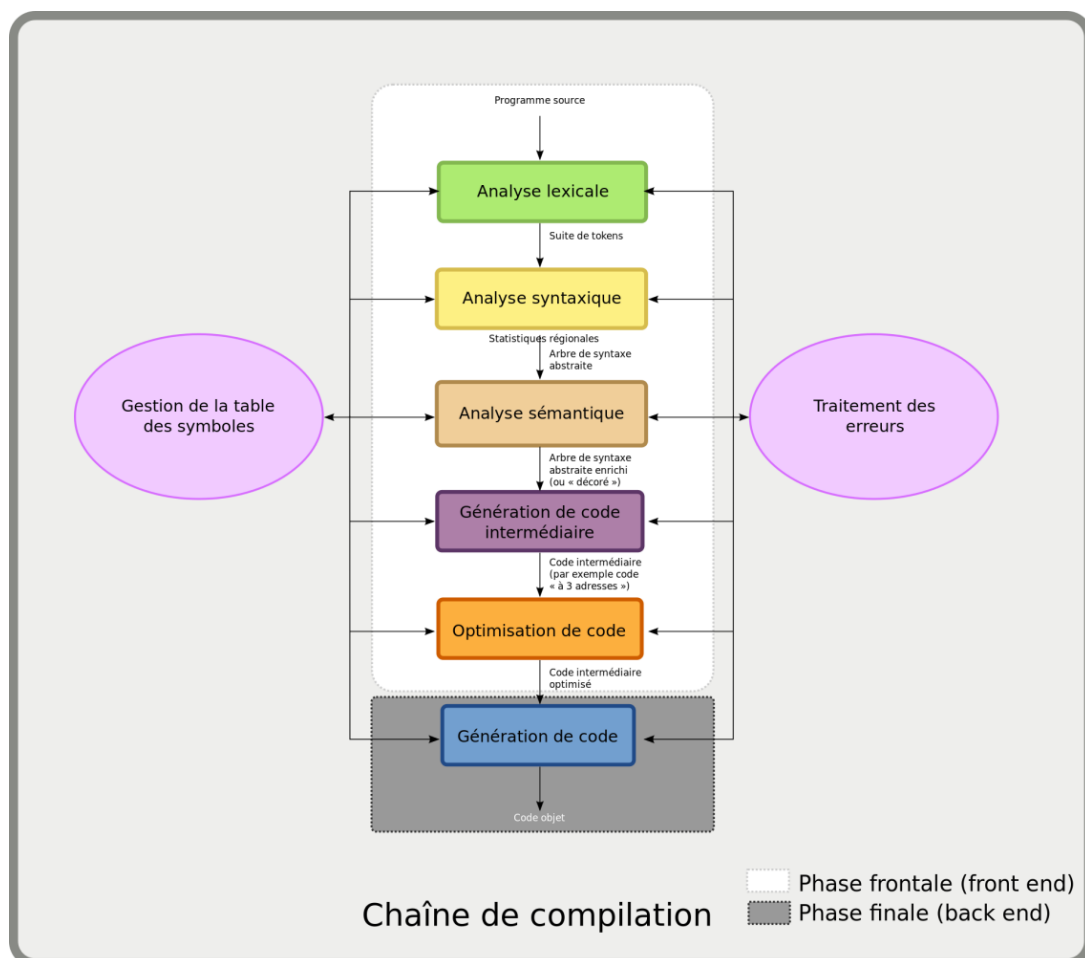 Programme source
Analyse lexicale
Suite de tokens
Analyse syntaxique
Statistiques régionales
Arbre de syntaxe
abstraite
Gestion de la table
des symboles
Analyse sémantique
Traitement des
erreurs
Arbre de syntaxe
abstraite enrichi
(ou « décoré »)
Génération de code
intermédiaire
Code intermédiaire
(par exemple code
« à 3 adresses »)
Optimisation de code
Code intermédiaire
optimisé
Génération de code
Code objet
Phase frontale (front end)
Phase finale (back end)
Chaîne de compilation